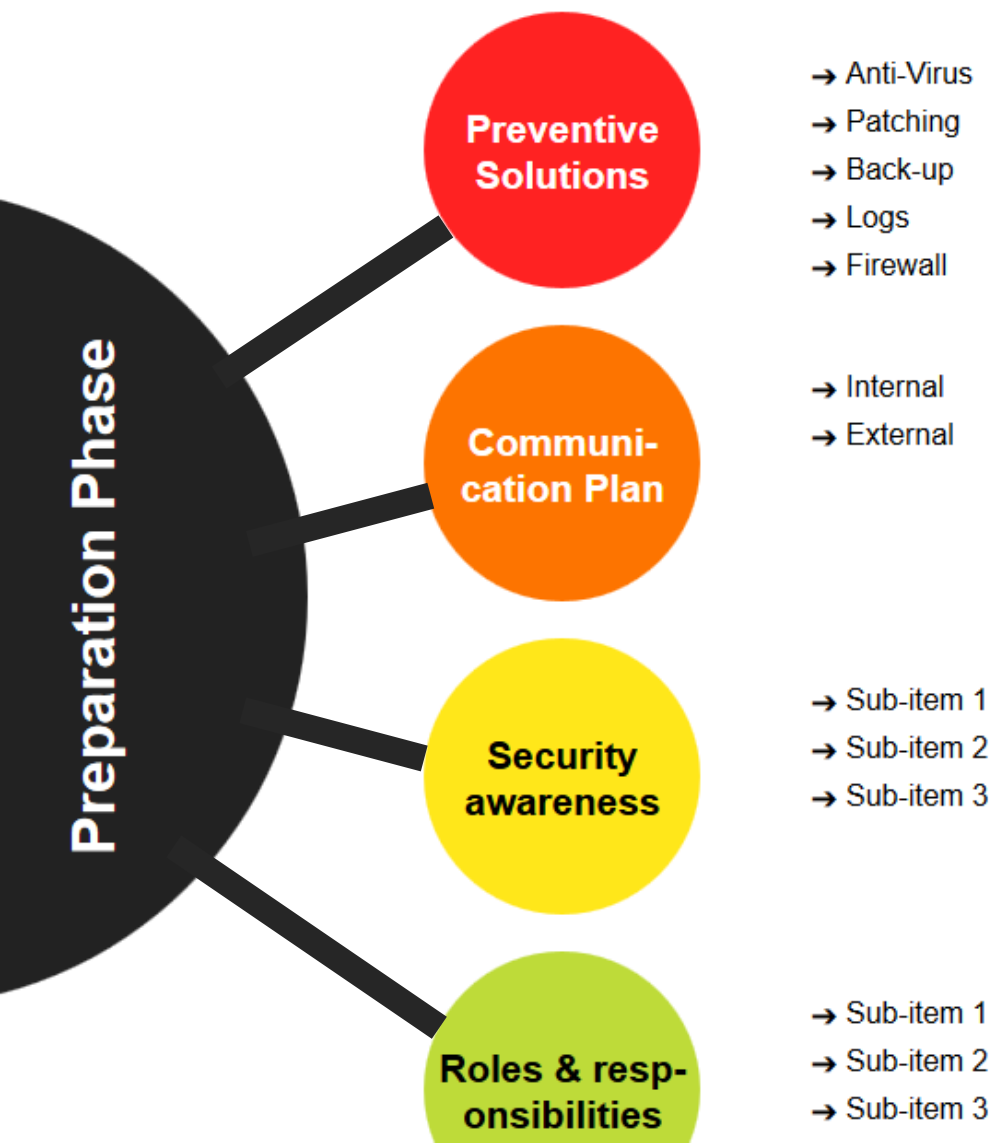 Preparation Phase
Preventive
Solutions
➔ Anti-Virus
➔ Patching
➔ Back-up
➔ Logs
➔ Firewall
Communi-
cation Plan
➔ Internal
➔ External
Security
awareness
➔ Sub-item 1
➔ Sub-item 2
➔ Sub-item 3
Roles & resp-
onsibilities
➔ Sub-item 1
➔ Sub-item 2
➔ Sub-item 3